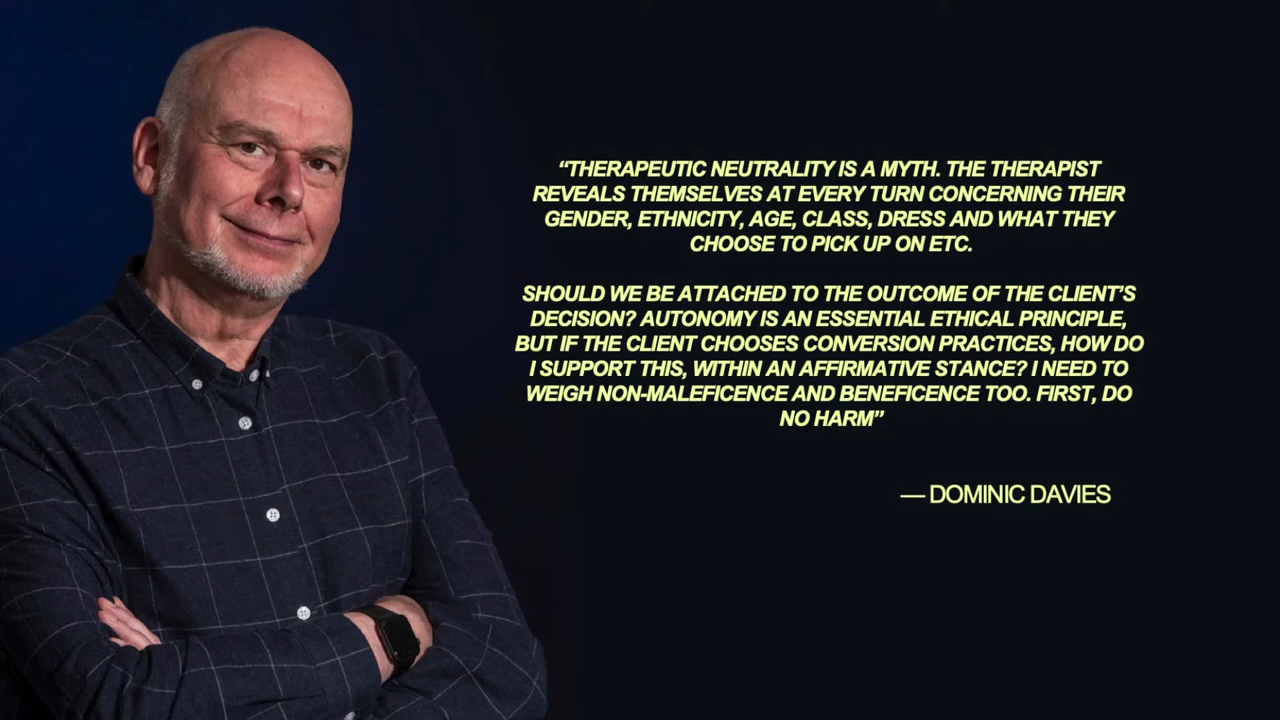 “THERAPEUTIC NEUTRALITY IS A MYTH. THE THERAPIST
REVEALS THEMSELVES AT EVERY TURN CONCERNING THEIR
GENDER, ETHNICITY, AGE, CLASS, DRESS AND WHAT THEY
CHOOSE TO PICK UP ON ETC.
SHOULD WE BE ATTACHED TO THE OUTCOME OF THE CLIENT’S
DECISION? AUTONOMY IS AN ESSENTIAL ETHICAL PRINCIPLE,
BUT IF THE CLIENT CHOOSES CONVERSION PRACTICES, HOW DO
I SUPPORT THIS, WITHIN AN AFFIRMATIVE STANCE? I NEED TO
WEIGH NON-MALEFICENCE AND BENEFICENCE TOO. FIRST, DO
NO HARM”
— DOMINIC DAVIES